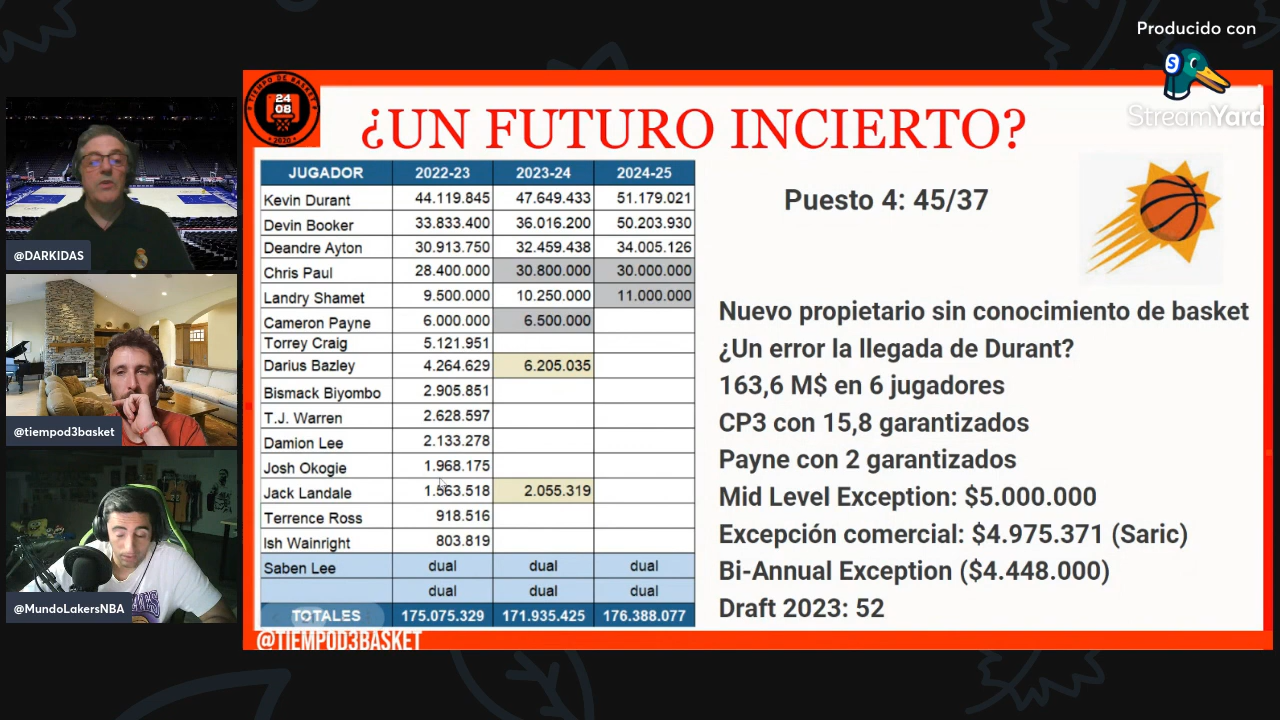 Producido con
S
StreamYard
TIEMPO DE BASKET
24
08
2020
¿UN FUTURO INCIERTO?
JUGADOR 2022-23 2023-24 2024-25
Kevin Durant 44.119.845 47.649.433 51.179.021
Devin Booker 33.833.400 36.016.200 50.203.930
Deandre Ayton 30.913.750 32.459.438 34.005.126
Chris Paul 28.400.000 30.800.000 30.000.000
Landry Shamet 9.500.000 10.250.000 11.000.000
Cameron Payne 6.000.000 6.500.000
Torrey Craig 5.121.951
Darius Bazley 4.264.629 6.205.035
Bismack Biyombo 2.905.851
T.J. Warren 2.628.597
Damion Lee 2.133.278
Josh Okogie 1.968.175
Jack Landale 1.563.518 2.055.319
Terrence Ross 918.516
Ish Wainright 803.819
Saben Lee dual dual dual
dual dual dual
TOTALES 175.075.329 171.935.425 176.388.077
Puesto 4: 45/37
Nuevo propietario sin conocimiento de basket
¿Un error la llegada de Durant?
163,6 M$ en 6 jugadores
CP3 con 15,8 garantizados
Payne con 2 garantizados
Mid Level Exception: $5.000.000
Excepción comercial: $4.975.371 (Saric)
Bi-Annual Exception ($4.448.000)
Draft 2023: 52
@TIEMPOD3BASKET
@DARKIDAS
@tiempod3basket
@MundoLakersNBA